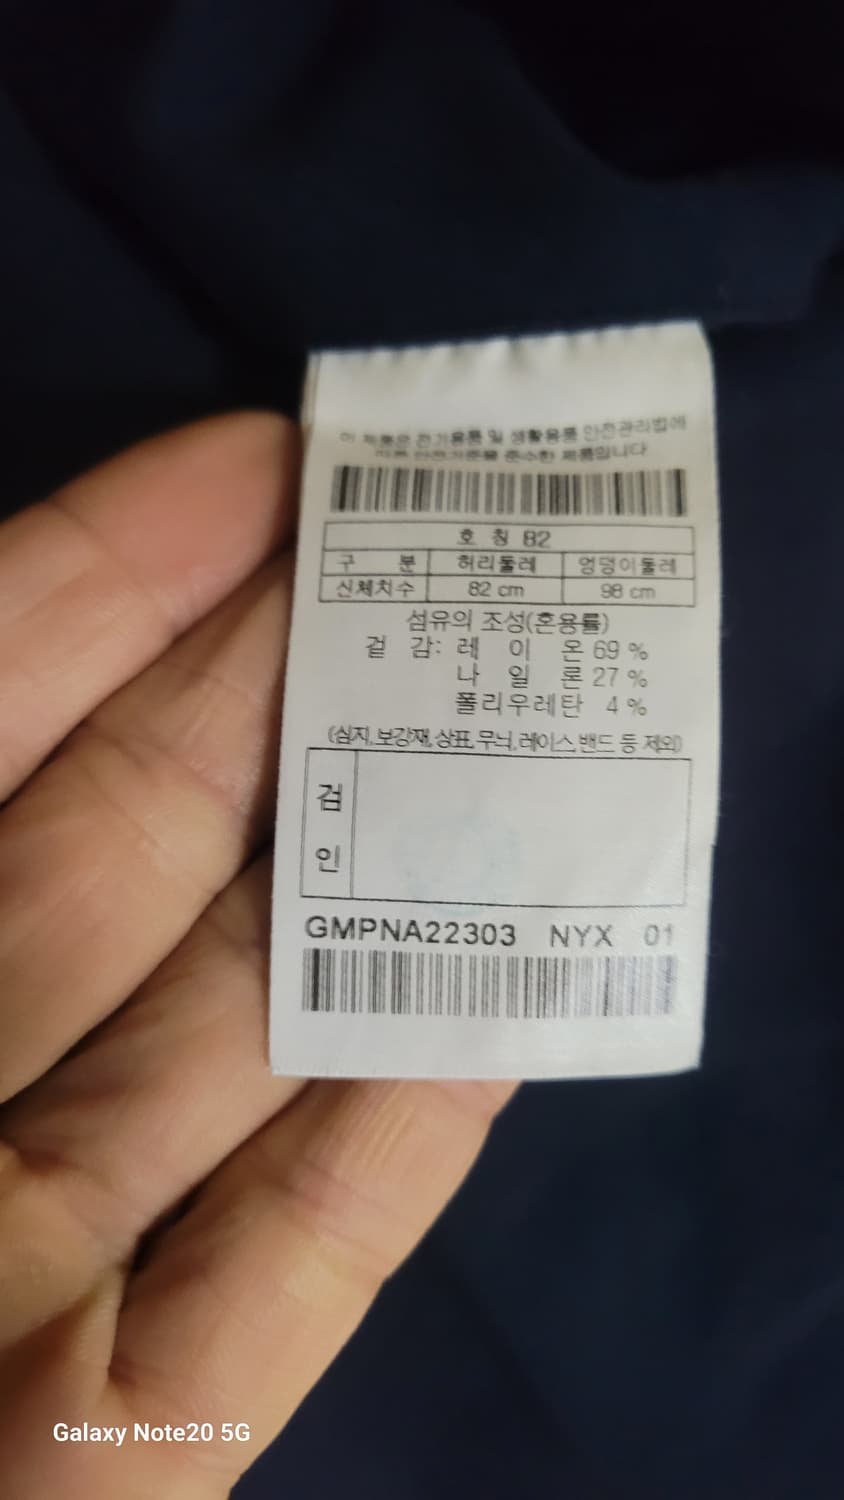 이 제품은 전기용품 및 생활용품 안전관리법에
따른 안전기준을 준수한 제품입니다
호 칭 82
구 분 허리둘레 엉덩이둘레
신체치수 82 cm 98 cm
섬유의 조성(혼용률)
겉 감: 레 이 온 69 %
나 일 론 27 %
폴리우레탄 4 %
(심지,보강재,상표,무늬,레이스,밴드 등 제외)
검
인
GMPNA22303 NYX 01
Galaxy Note20 5G